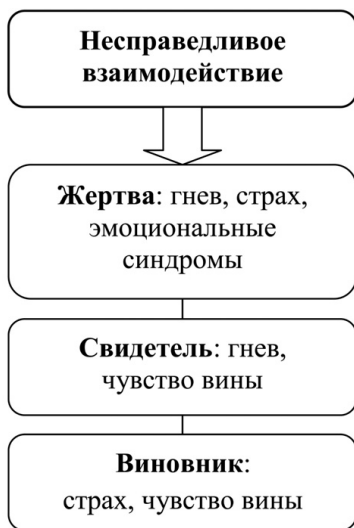 Несправедливое
взаимодействие
Жертва: гнев, страх,
эмоциональные
синдромы
Свидетель: гнев,
чувство вины
Виновник:
страх, чувство вины